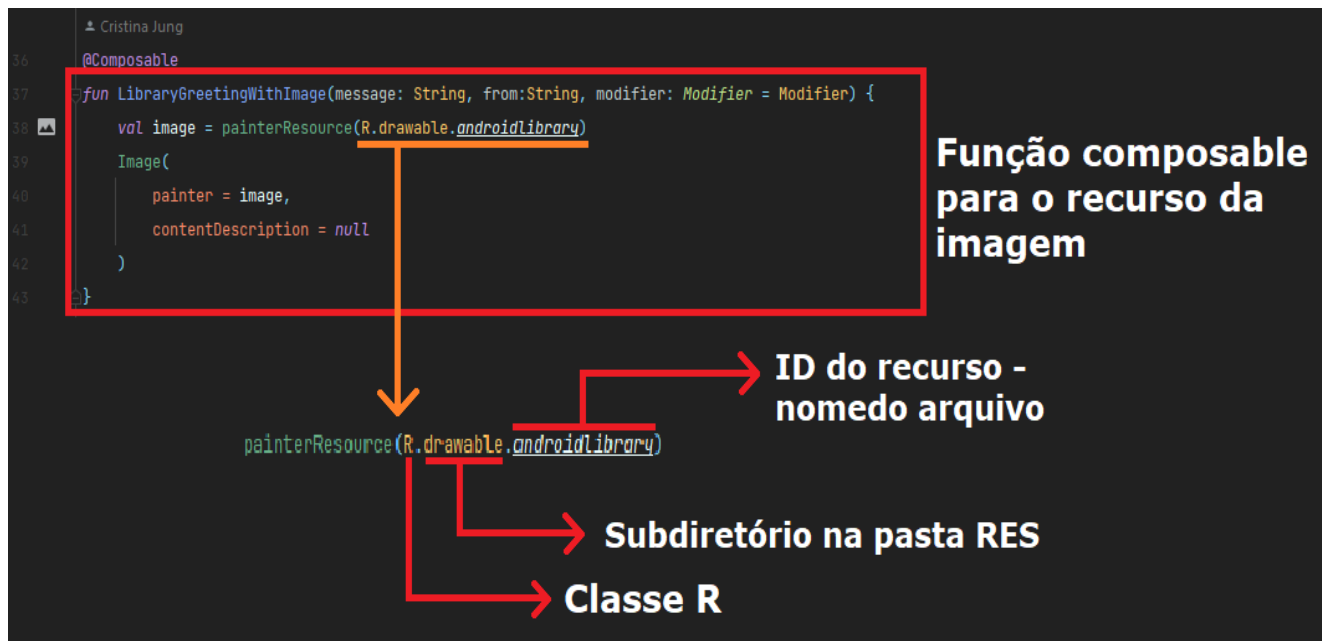 Cristina Jung
36 @Composable
37 fun LibraryGreetingWithImage(message: String, from:String, modifier: Modifier = Modifier) {
38 val image = painterResource(R.drawable.androidlibrary)
39 Image(
40 painter = image,
41 contentDescription = null
42 )
43 }
Função composable
para o recurso da
imagem
ID do recurso -
nomedo arquivo
painterResource(R.drawable.androidlibrary)
Subdiretório na pasta RES
Classe R